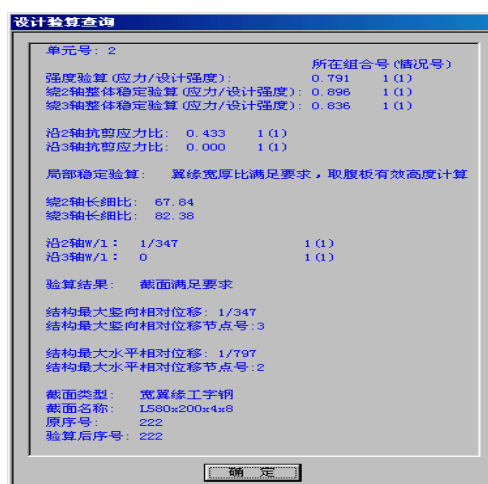 设计验算查询
单元号: 2
所在组合号(情况号)
强度验算(应力/设计强度): 0.791 1(1)
绕2轴整体稳定验算(应力/设计强度): 0.896 1(1)
绕3轴整体稳定验算(应力/设计强度): 0.836 1(1)
沿2轴抗剪应力比: 0.433 1(1)
沿3轴抗剪应力比: 0.000 1(1)
局部稳定验算: 翼缘宽厚比满足要求，取腹板有效高度计算
绕2轴长细比: 67.84
绕3轴长细比: 82.38
沿2轴W/l： 1/347 1(1)
沿3轴W/l： 0 1(1)
验算结果: 截面满足要求
结构最大竖向相对位移: 1/347
结构最大竖向相对位移节点号:3
结构最大水平相对位移: 1/797
结构最大水平相对位移节点号:2
截面类型: 宽翼缘工字钢
截面名称: L580x200x4x8
原序号: 222
验算后序号: 222
确 定